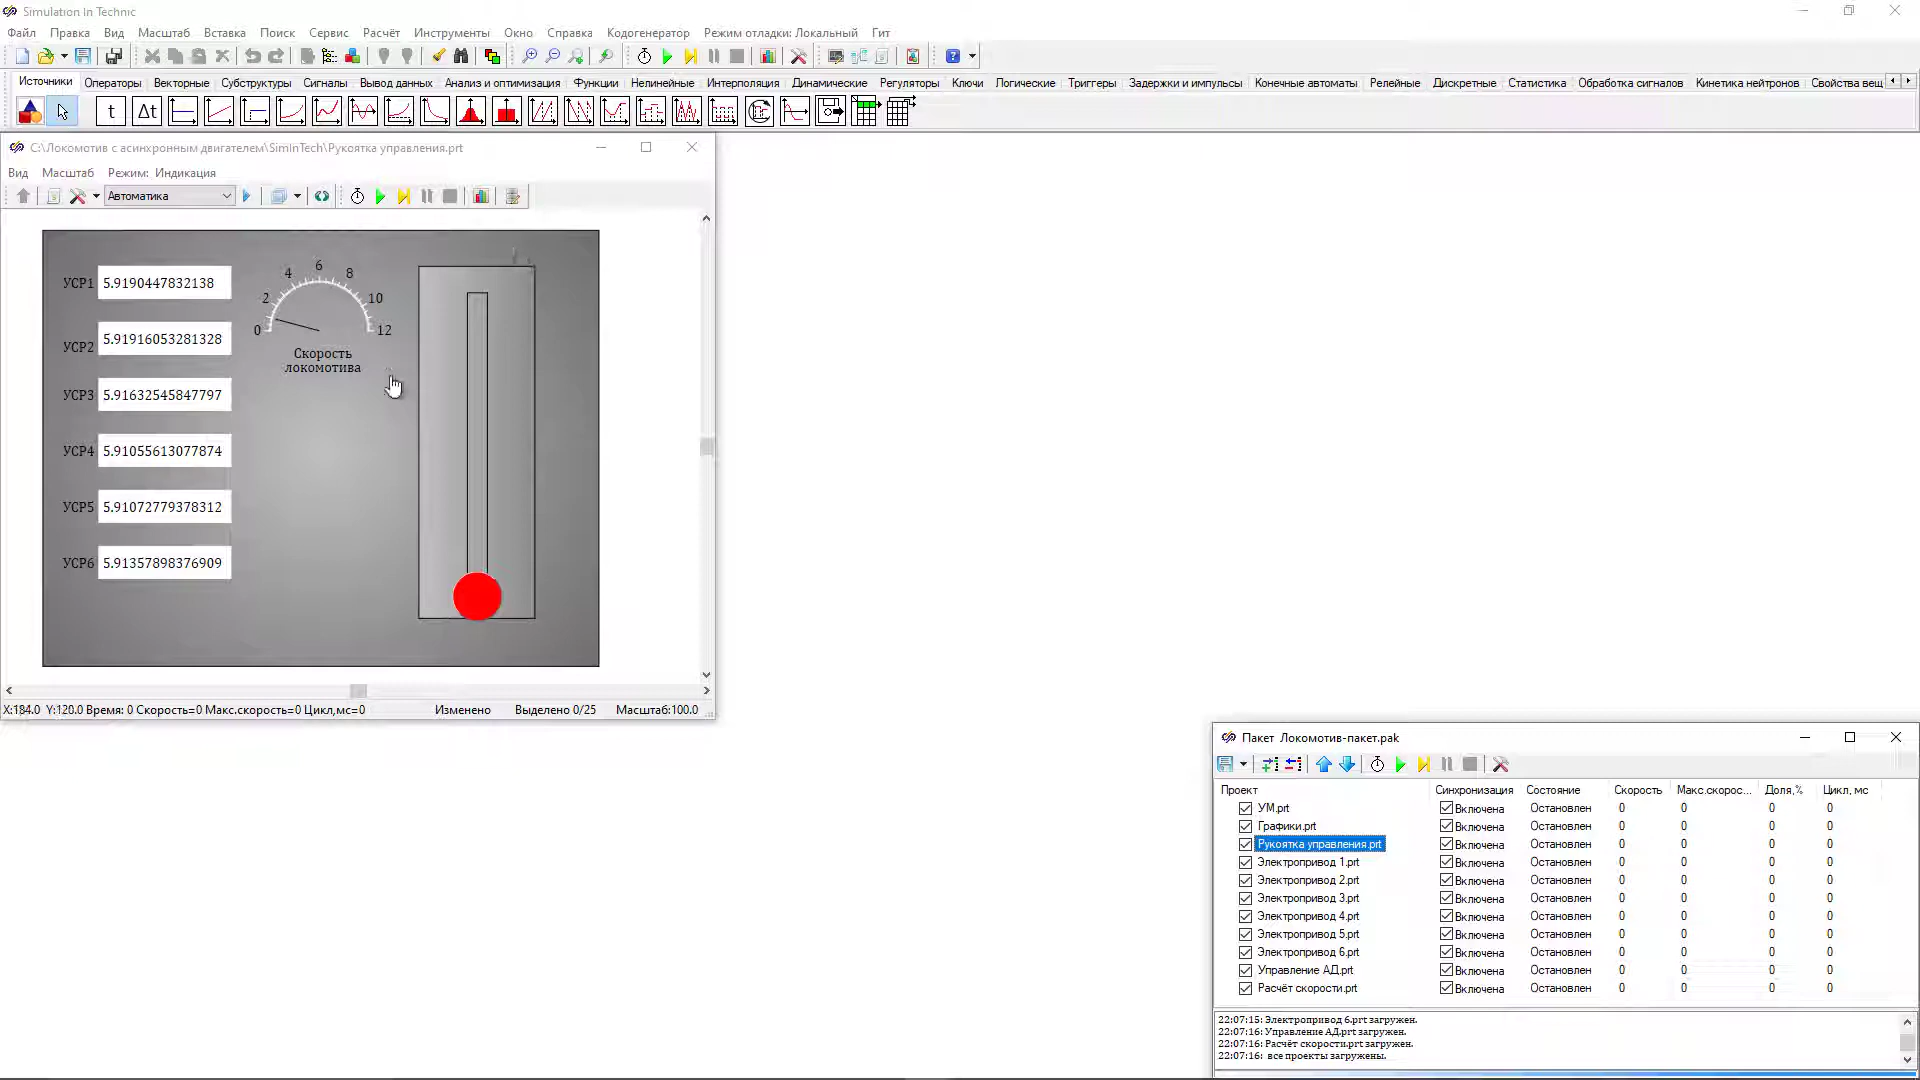 Simulation In Technic
Файл Правка Вид Масштаб Вставка Поиск Сервис Расчёт Инструменты Окно Справка Кодогенератор Режим отладки: Локальный Гит
Источники Операторы Векторные Субструктуры Сигналы Вывод данных Анализ и оптимизация Функции Нелинейные Интерполяция Динамические Регуляторы Ключи Логические Триггеры Задержки и импульсы Конечные автоматы Релейные Дискретные Статистика Обработка сигналов Кинетика нейтронов Свойства вещ
t Δt
C:\Локомотив с асинхронным двигателем\SimInTech\Рукоятка управления.prt
Вид Масштаб Режим: Индикация
Автоматика
УСР1 5.9190447832138
УСР2 5.91916053281328
УСР3 5.91632545847797
УСР4 5.91055613077874
УСР5 5.91072779378312
УСР6 5.91357898376909
0 2 4 6 8 10 12
Скорость
локомотива
X:184.0 Y:120.0 Время: 0 Скорость=0 Макс.скорость=0 Цикл,мс=0 Изменено Выделено 0/25 Масштаб:100.0
Пакет Локомотив-пакет.pak
Проект Синхронизация Состояние Скорость Макс.скорос... Доля,% Цикл, мс
УМ.prt Включена Остановлен 0 0 0 0
Графики.prt Включена Остановлен 0 0 0 0
Рукоятка управления.prt Включена Остановлен 0 0 0 0
Электропривод 1.prt Включена Остановлен 0 0 0 0
Электропривод 2.prt Включена Остановлен 0 0 0 0
Электропривод 3.prt Включена Остановлен 0 0 0 0
Электропривод 4.prt Включена Остановлен 0 0 0 0
Электропривод 5.prt Включена Остановлен 0 0 0 0
Электропривод 6.prt Включена Остановлен 0 0 0 0
Управление АД.prt Включена Остановлен 0 0 0 0
Расчёт скорости.prt Включена Остановлен 0 0 0 0
22:07:15: Электропривод 6.prt загружен.
22:07:16: Управление АД.prt загружен.
22:07:16: Расчёт скорости.prt загружен.
22:07:16: все проекты загружены.